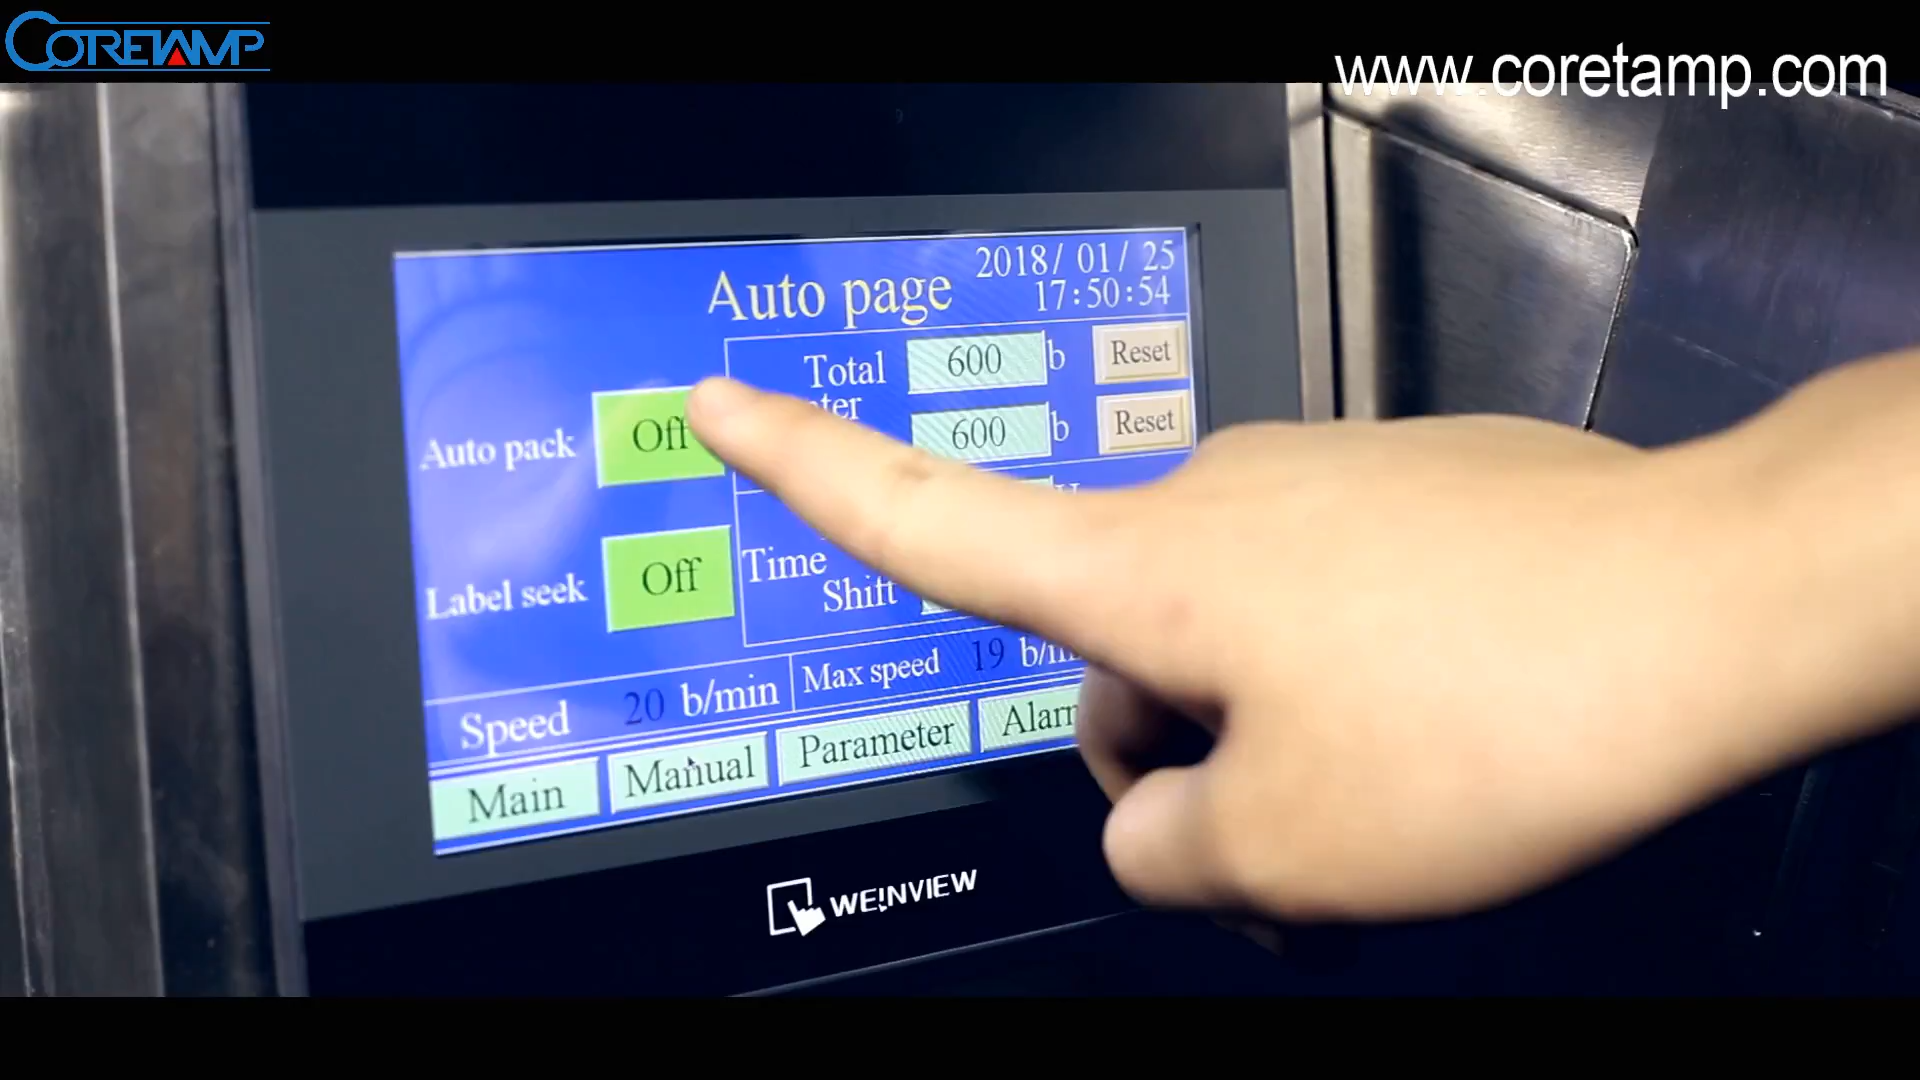 CORETAMP
www.coretamp.com
2018/ 01/ 25
Auto page
17:50:54
Total 600 b Reset
600 b Reset
Auto pack Off
Label seek Off
Time
Shift
Speed 20 b/min
Max speed 19
Main Manual Parameter
WEINVIEW